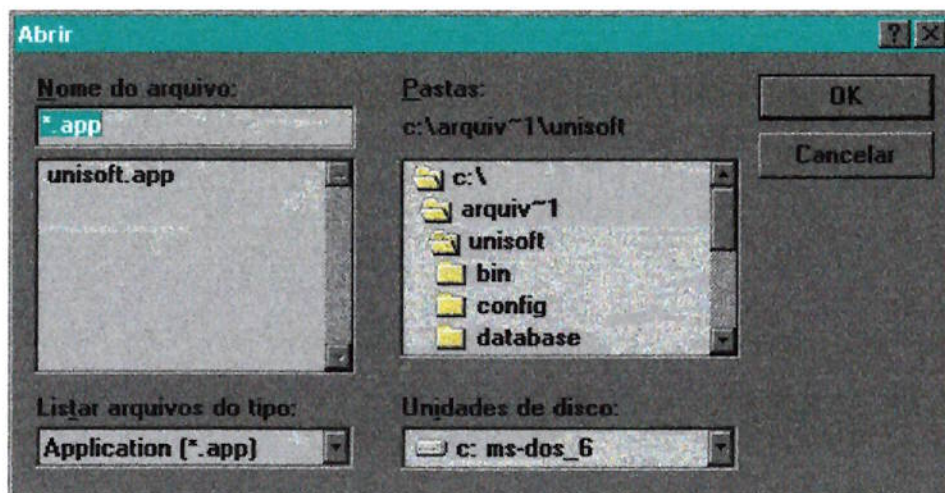 Abrir
Nome do arquivo:
*.app
unisoft.app
Listar arquivos do tipo:
Application (*.app)
Pastas:
c:\arquiv~1\unisoft
c:\
arquiv~1
unisoft
bin
config
database
Unidades de disco:
c: ms-dos_6
OK
Cancelar